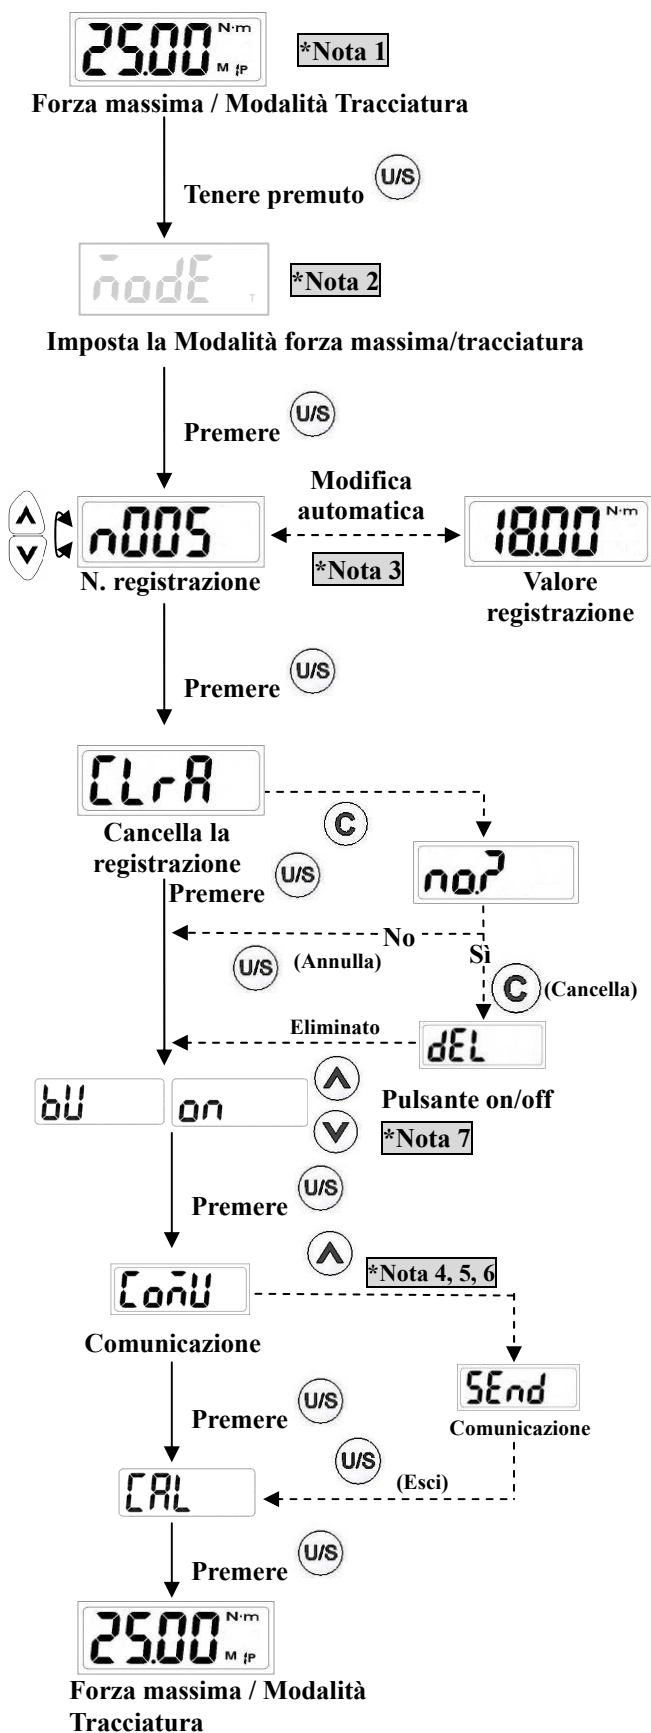 25.00 N·m
M P
*Nota 1
Forza massima / Modalità Tracciatura
Tenere premuto U/S
modE T
*Nota 2
Imposta la Modalità forza massima/tracciatura
Premere U/S
n005
N. registrazione
Modifica
automatica
*Nota 3
18.00 N·m
Valore
registrazione
Premere U/S
CLrA
Cancella la
registrazione
C
no.?
Premere U/S
No
U/S (Annulla)
Sì
C (Cancella)
Eliminato
dEL
bU on
Pulsante on/off
*Nota 7
Premere U/S
*Nota 4, 5, 6
ComU
Comunicazione
SEnd
Comunicazione
Premere U/S
U/S
(Esci)
CAL
Premere U/S
25.00 N·m
M P
Forza massima / Modalità
Tracciatura